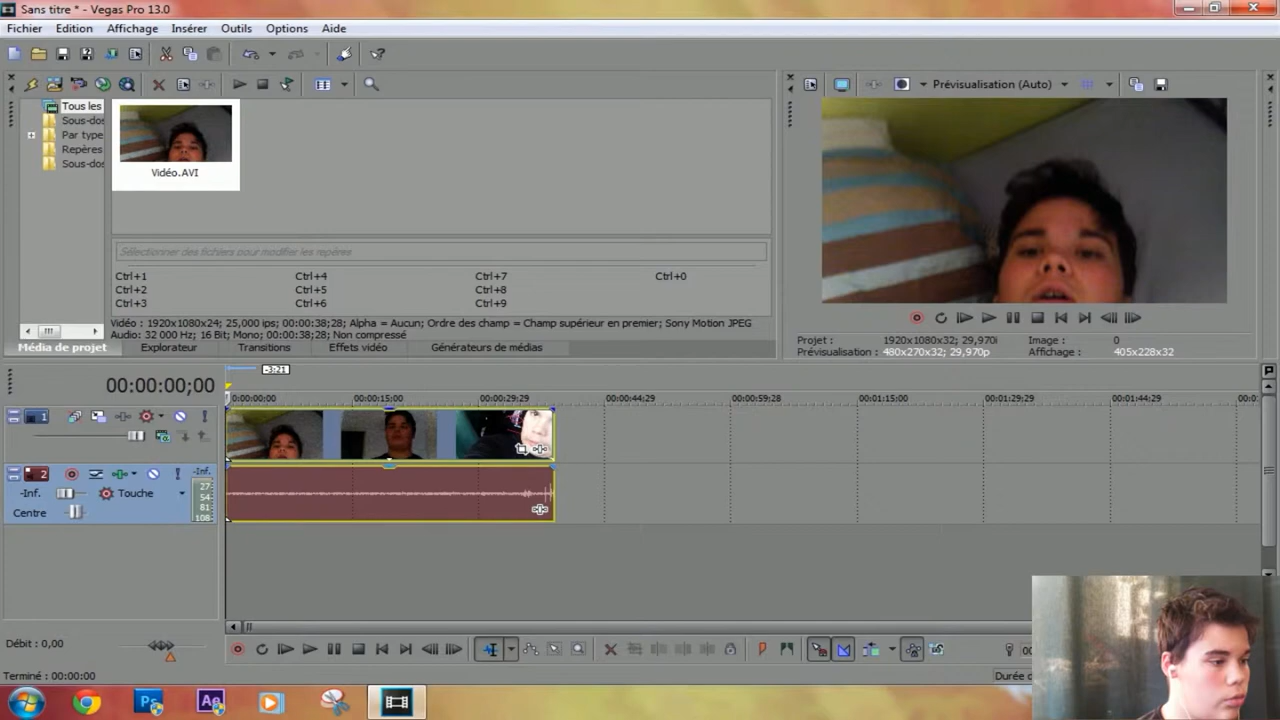 Sans titre * - Vegas Pro 13.0
Fichier Edition Affichage Insérer Outils Options Aide
Prévisualisation (Auto)
Tous les
Sous-dos
Par type
Repères
Sous-dos
Vidéo.AVI
Sélectionner des fichiers pour modifier les repères
Ctrl+1 Ctrl+4 Ctrl+7 Ctrl+0
Ctrl+2 Ctrl+5 Ctrl+8
Ctrl+3 Ctrl+6 Ctrl+9
Vidéo : 1920x1080x24; 25,000 ips; 00:00:38;28; Alpha = Aucun; Ordre des champ = Champ supérieur en premier; Sony Motion JPEG
Audio: 32 000 Hz; 16 Bit; Mono; 00:00:38;28; Non compressé
Média de projet Explorateur Transitions Effets vidéo Générateurs de médias
Projet : 1920x1080x32; 29,970i Image : 0
Prévisualisation : 480x270x32; 29,970p Affichage : 405x228x32
-3:21
00:00:00;00
0:00:00:00 00:00:15;00 00:00:29;29 00:00:44;29 00:00:59;28 00:01:15;00 00:01:29;29 00:01:44;29
1
2
-Inf.
-Inf. Touche
27
54
81
108
Centre
Débit : 0,00
Terminé : 00:00:00
Ps
Ae